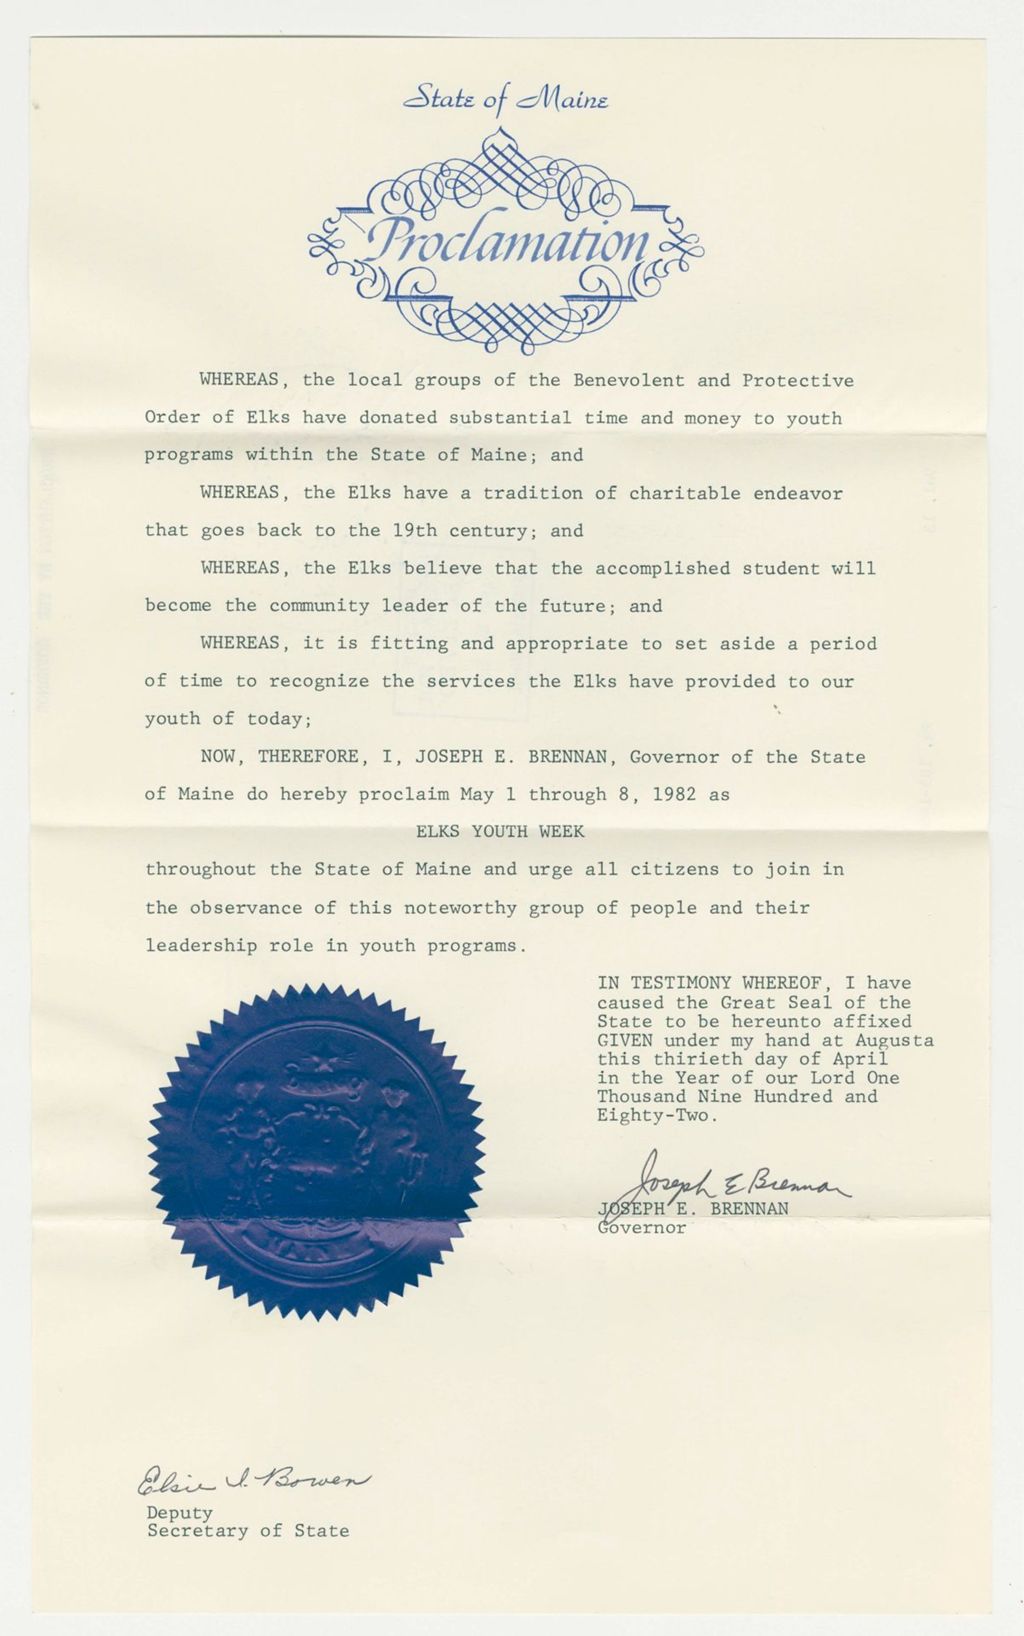 State of Maine
Proclamation
WHEREAS, the local groups of the Benevolent and Protective
Order of Elks have donated substantial time and money to youth
programs within the State of Maine; and
WHEREAS, the Elks have a tradition of charitable endeavor
that goes back to the 19th century; and
WHEREAS, the Elks believe that the accomplished student will
become the community leader of the future; and
WHEREAS, it is fitting and appropriate to set aside a period
of time to recognize the services the Elks have provided to our
youth of today;
NOW, THEREFORE, I, JOSEPH E. BRENNAN, Governor of the State
of Maine do hereby proclaim May 1 through 8, 1982 as
ELKS YOUTH WEEK
throughout the State of Maine and urge all citizens to join in
the observance of this noteworthy group of people and their
leadership role in youth programs.
IN TESTIMONY WHEREOF, I have
caused the Great Seal of the
State to be hereunto affixed
GIVEN under my hand at Augusta
this thirieth day of April
in the Year of our Lord One
Thousand Nine Hundred and
Eighty-Two.
Joseph E Brennan
JOSEPH E. BRENNAN
Governor
MAINE
Elsie I. Bowen
Deputy
Secretary of State